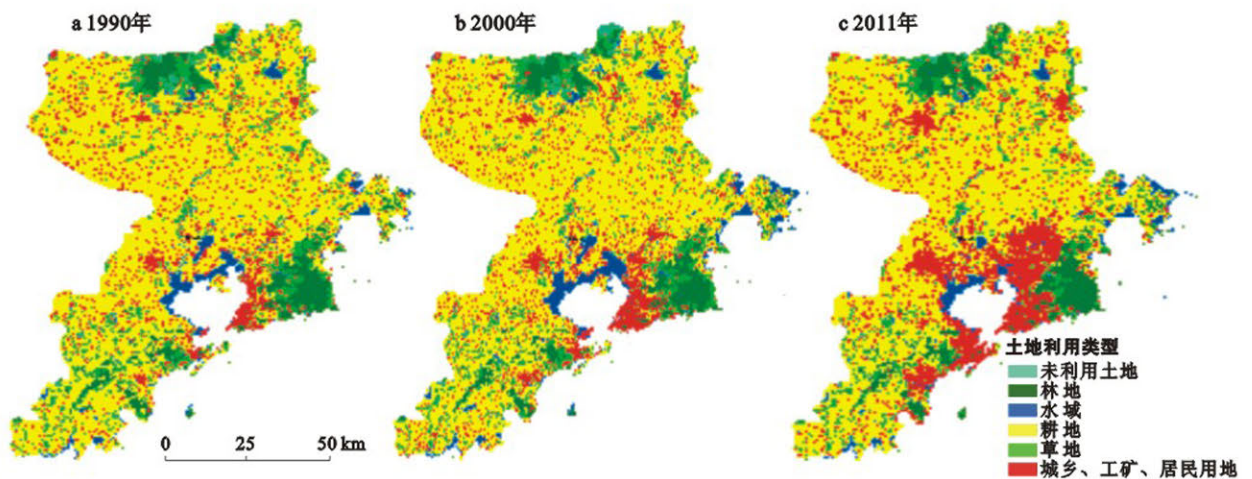 a 1990年
b 2000年
c 2011年
土地利用类型
未利用土地
林地
水域
耕地
草地
城乡、工矿、居民用地
0 25 50 km